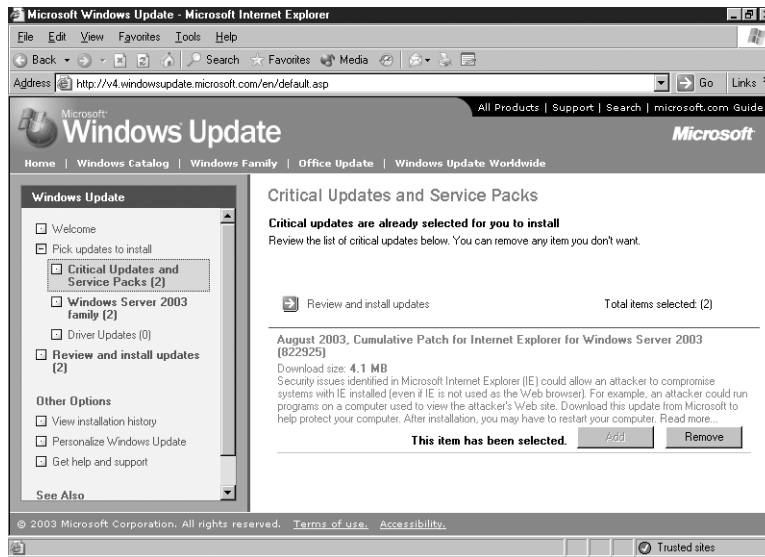 Microsoft Windows Update - Microsoft Internet Explorer
File Edit View Favorites Tools Help
Back Search Favorites Media
Address http://v4.windowsupdate.microsoft.com/en/default.asp Go Links
All Products | Support | Search | microsoft.com Guide
Microsoft
Windows Update
Microsoft
Home | Windows Catalog | Windows Family | Office Update | Windows Update Worldwide
Windows Update
Welcome
Pick updates to install
Critical Updates and
Service Packs (2)
Windows Server 2003
family (2)
Driver Updates (0)
Review and install updates
(2)
Other Options
View installation history
Personalize Windows Update
Get help and support
See Also
Critical Updates and Service Packs
Critical updates are already selected for you to install
Review the list of critical updates below. You can remove any item you don't want.
Review and install updates Total items selected: (2)
August 2003, Cumulative Patch for Internet Explorer for Windows Server 2003
(822925)
Download size: 4.1 MB
Security issues identified in Microsoft Internet Explorer (IE) could allow an attacker to compromise
systems with IE installed (even if IE is not used as the Web browser). For example, an attacker could run
programs on a computer used to view the attacker's Web site. Download this update from Microsoft to
help protect your computer. After installation, you may have to restart your computer. Read more...
This item has been selected. Add Remove
© 2003 Microsoft Corporation. All rights reserved. Terms of use. Accessibility.
Trusted sites